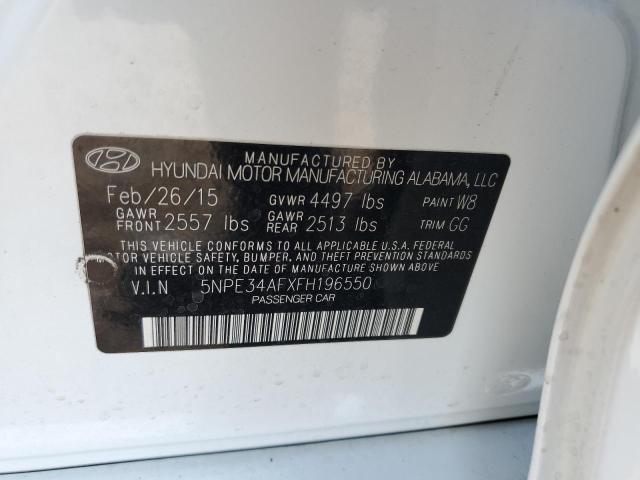 MANUFACTURED BY
HYUNDAI MOTOR MANUFACTURING ALABAMA, LLC
Feb/26/15 GVWR 4497 lbs PAINT W8
GAWR FRONT 2557 lbs GAWR REAR 2513 lbs TRIM GG
THIS VEHICLE CONFORMS TO ALL APPLICABLE U.S.A. FEDERAL
MOTOR VEHICLE SAFETY, BUMPER, AND THEFT PREVENTION STANDARDS
IN EFFECT ON THE DATE OF MANUFACTURE SHOWN ABOVE.
V.I.N 5NPE34AFXFH196550
PASSENGER CAR